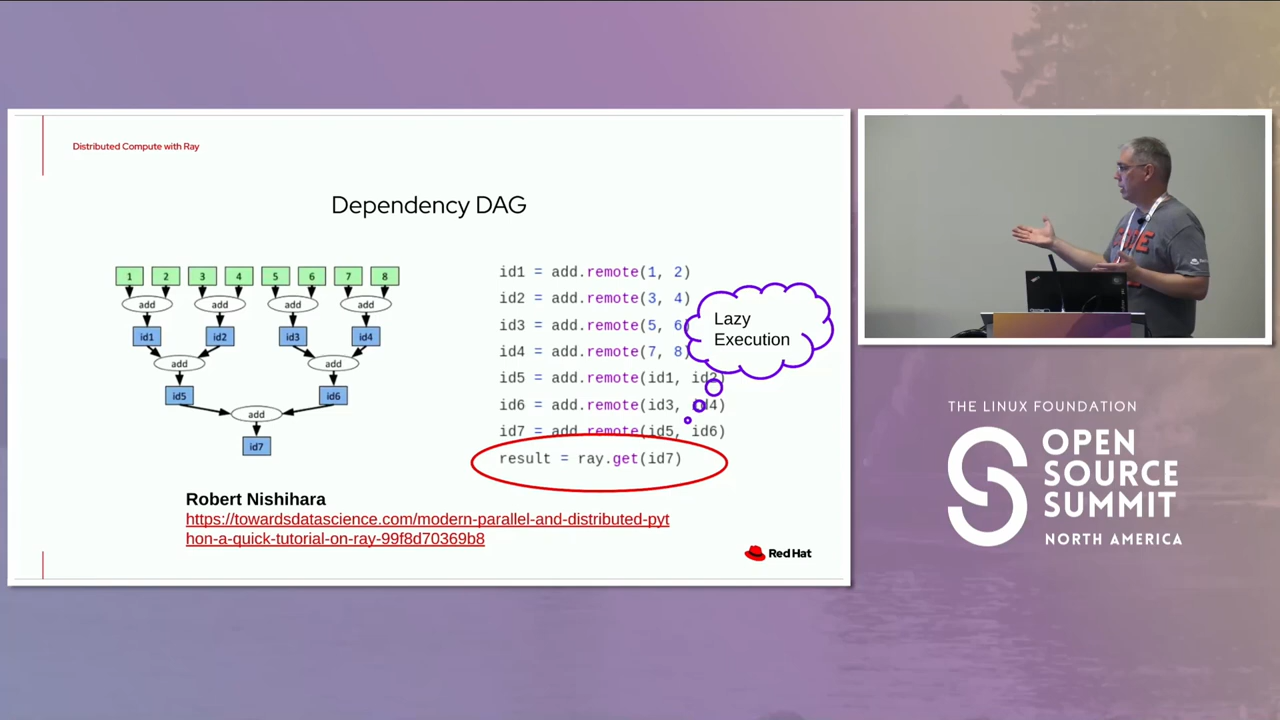 Distributed Compute with Ray
Dependency DAG
1 2 3 4 5 6 7 8
add add add add
id1 id2 id3 id4
add add
id5 id6
add
id7
id1 = add.remote(1, 2)
id2 = add.remote(3, 4)
id3 = add.remote(5, 6
id4 = add.remote(7, 8)
id5 = add.remote(id1, id2)
id6 = add.remote(id3, id4)
id7 = add.remote(id5, id6)
result = ray.get(id7)
Lazy
Execution
Robert Nishihara
https://towardsdatascience.com/modern-parallel-and-distributed-pyt
hon-a-quick-tutorial-on-ray-99f8d70369b8
Red Hat
THE LINUX FOUNDATION
OPEN
SOURCE
SUMMIT
NORTH AMERICA